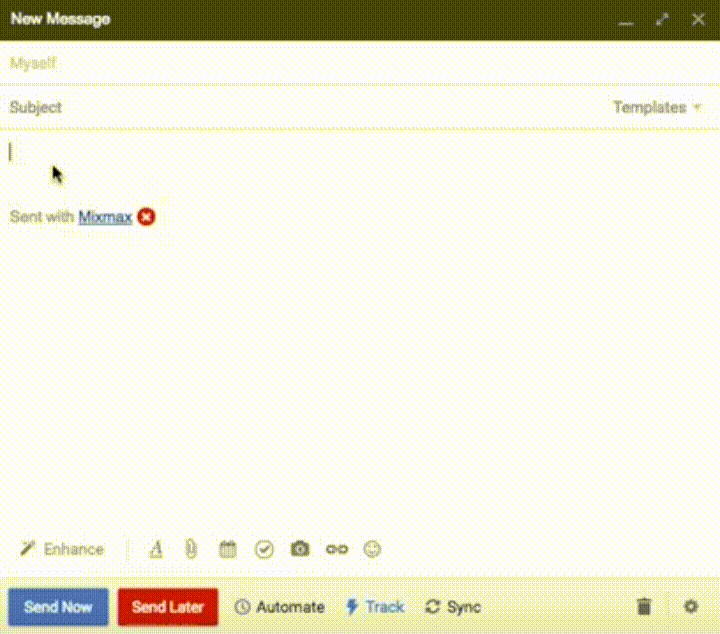 New Message
Myself
Subject Templates
Sent with Mixmax
Enhance A
Send Now Send Later Automate Track Sync